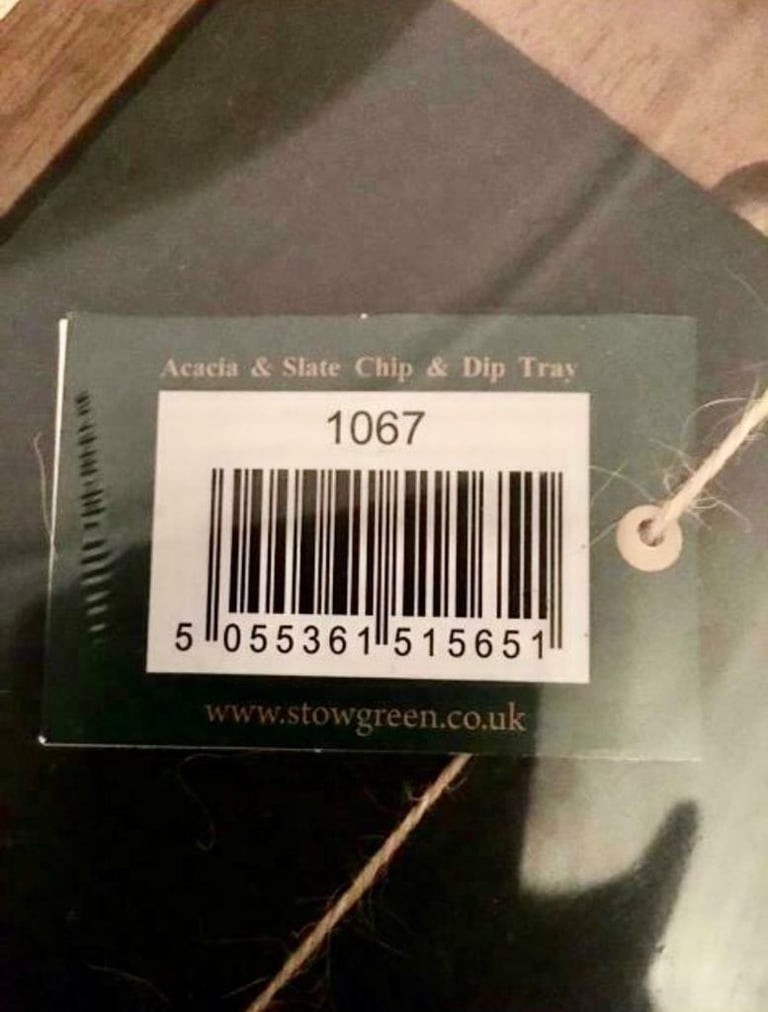 Acacia & Slate Chip & Dip Tray
1067
5 055361 515651
www.stowgreen.co.uk